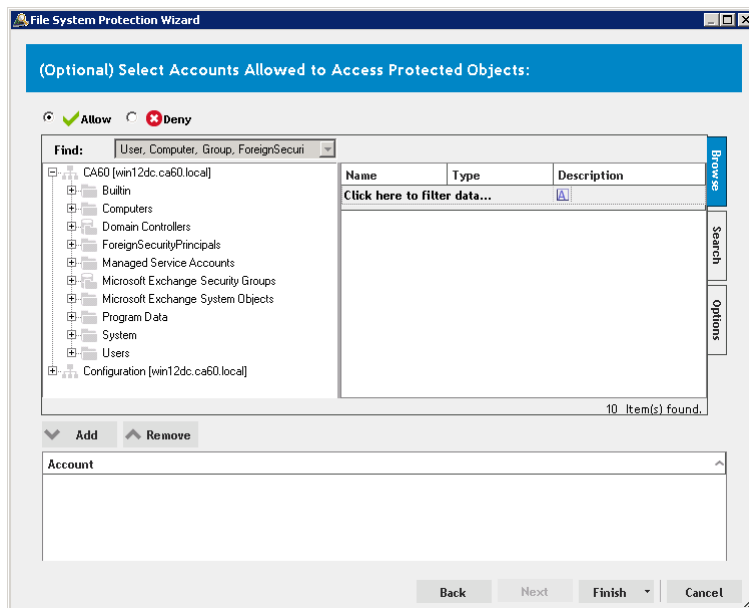 File System Protection Wizard
(Optional) Select Accounts Allowed to Access Protected Objects:
Allow Deny
Find: User, Computer, Group, ForeignSecuri
CA60 [win12dc.ca60.local]
Builtin
Computers
Domain Controllers
ForeignSecurityPrincipals
Managed Service Accounts
Microsoft Exchange Security Groups
Microsoft Exchange System Objects
Program Data
System
Users
Configuration [win12dc.ca60.local]
Name Type Description
Click here to filter data... A
Browse
Search
Options
10 Item(s) found.
Add Remove
Account
Back Next Finish Cancel